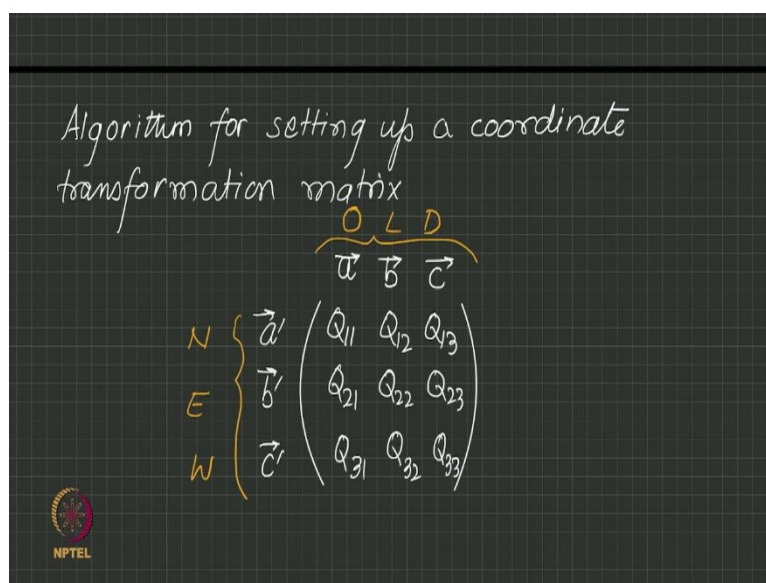 Algorithm for setting up a coordinate
transformation matrix
O L D
a⃗ b⃗ c⃗
N a⃗′ Q₁₁ Q₁₂ Q₁₃
E b⃗′ Q₂₁ Q₂₂ Q₂₃
W c⃗′ Q₃₁ Q₃₂ Q₃₃
NPTEL